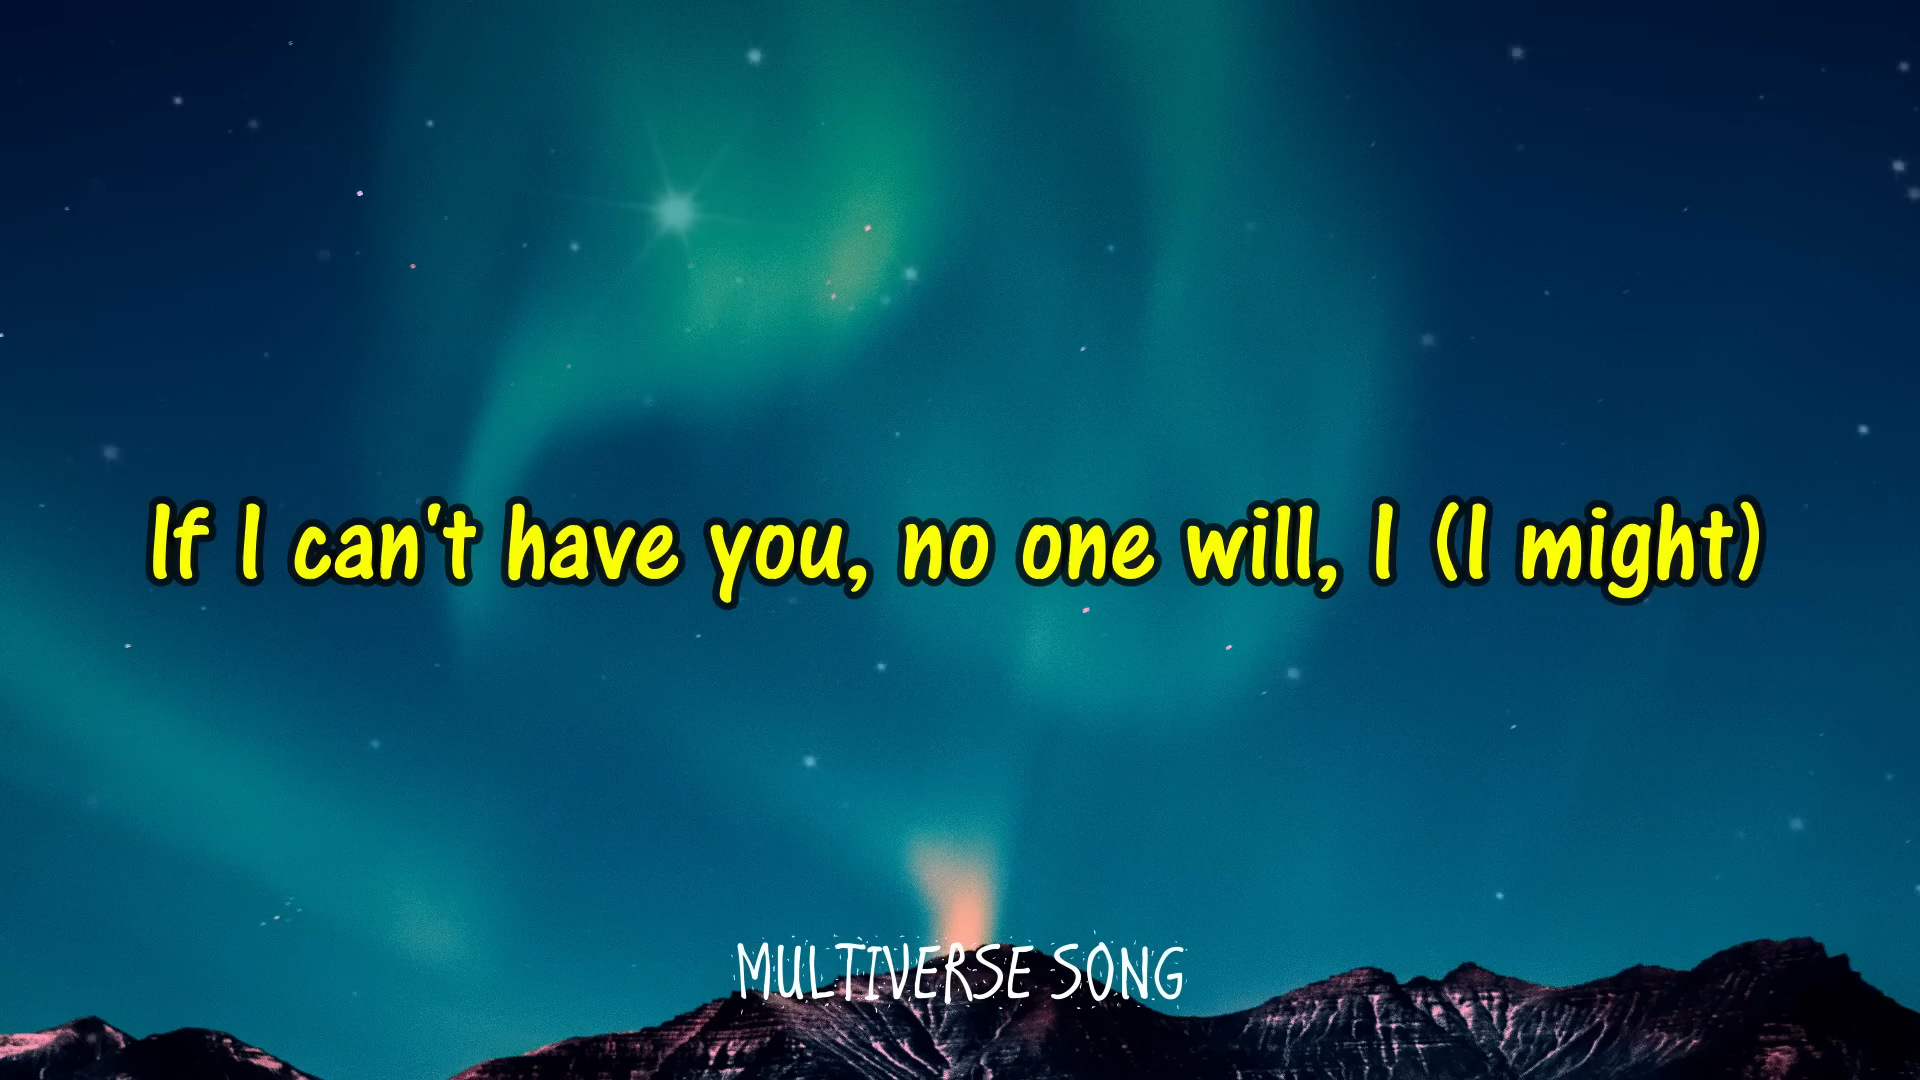 If I can't have you, no one will, I (I might)
MULTIVERSE SONG